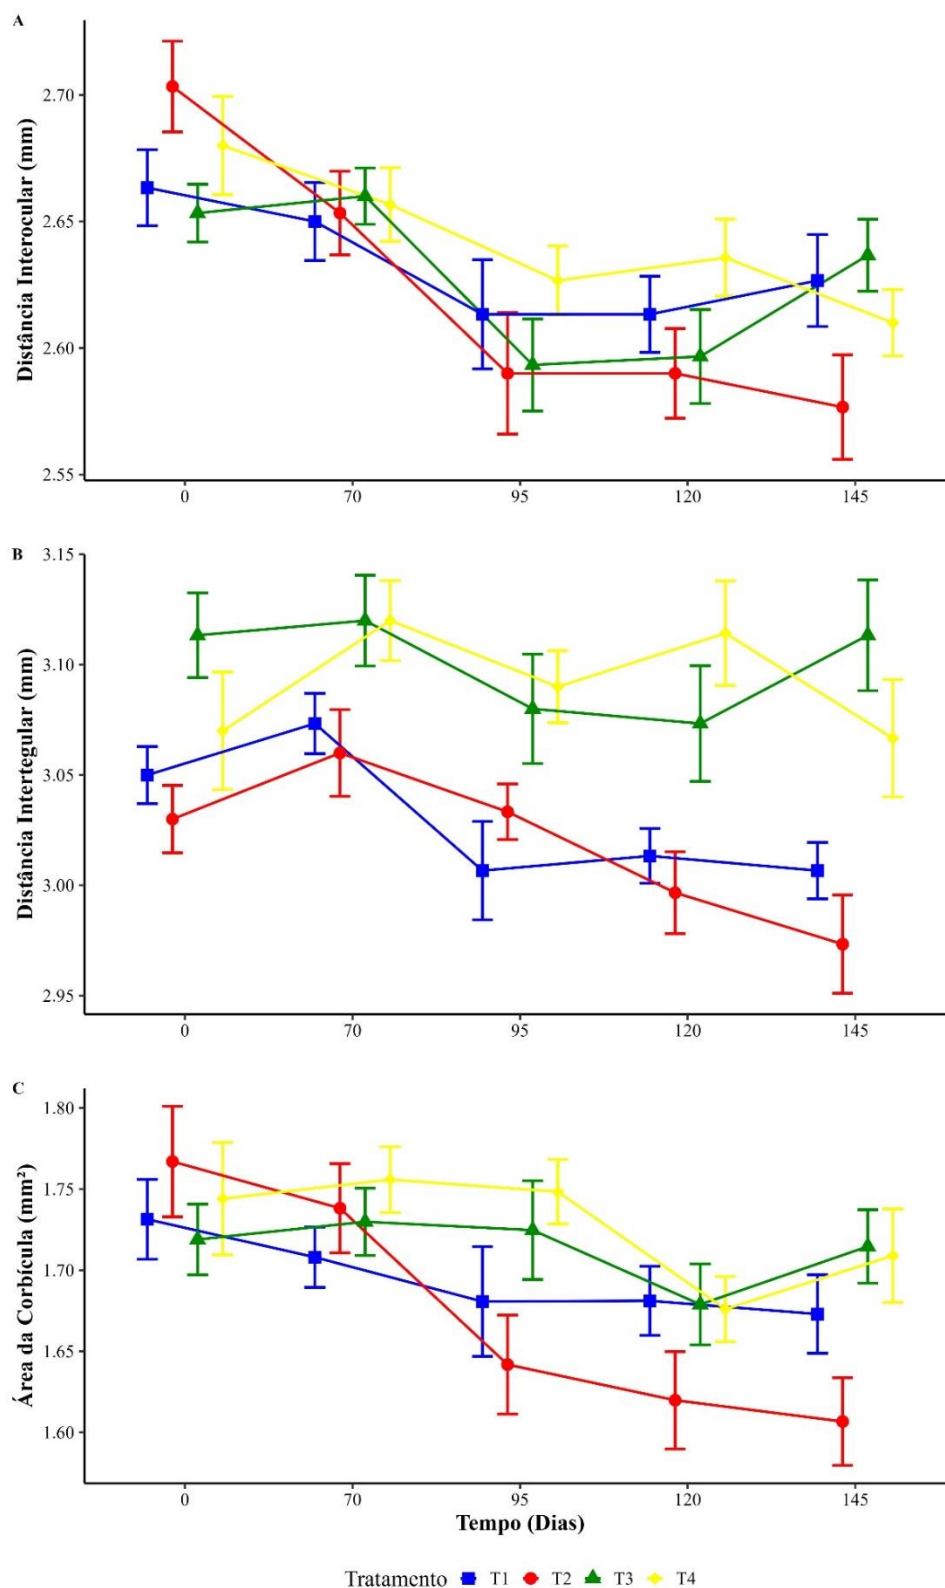 A
Distância Interocular (mm)
2.70
2.65
2.60
2.55
0 70 95 120 145
B
Distância Intertegular (mm)
3.15
3.10
3.05
3.00
2.95
0 70 95 120 145
C
Área da Corbícula (mm²)
1.80
1.75
1.70
1.65
1.60
0 70 95 120 145
Tempo (Dias)
Tratamento T1 T2 T3 T4